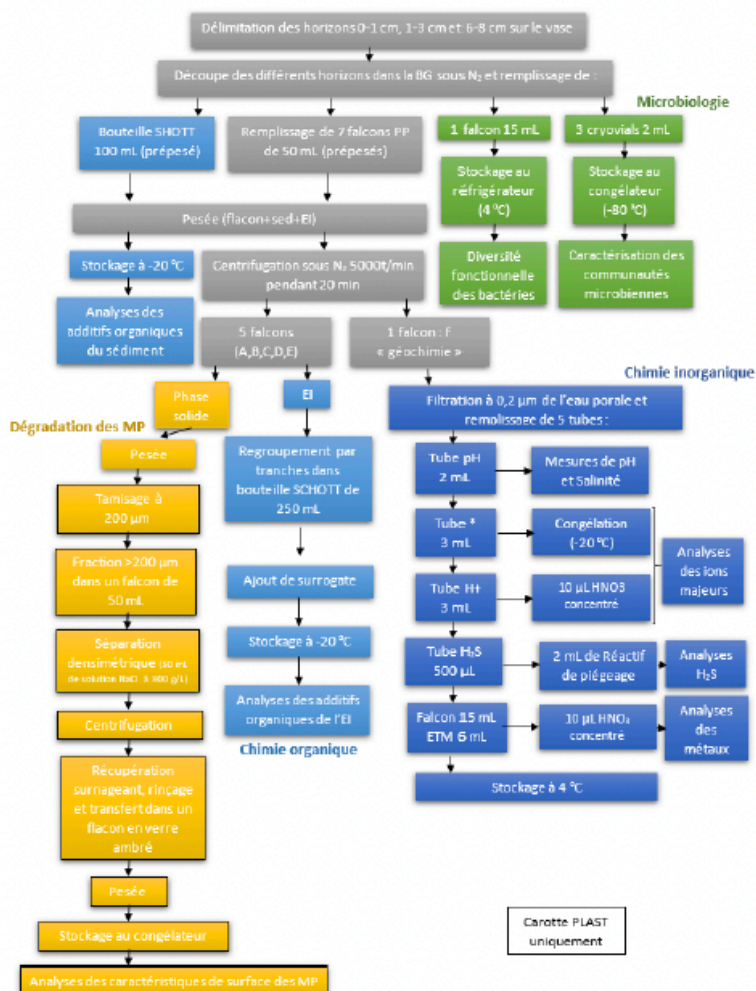 Délimitation des horizons 0-1 cm, 1-3 cm et 6-8 cm sur le vase
Découpe des différents horizons dans la BG sous N₂ et remplissage de :
Microbiologie
Bouteille SHOTT
100 mL (prépesé)
Remplissage de 7 falcons PP
de 50 mL (prépesés)
1 falcon 15 mL
3 cryovials 2 mL
Stockage au
réfrigérateur
(4 °C)
Stockage au
congélateur
(-80 °C)
Pesée (flacon+sed+EI)
Stockage à -20 °C
Centrifugation sous N₂ 5000t/min
pendant 20 min
Diversité
fonctionnelle
des bactéries
Caractérisation des
communautés
microbiennes
Analyses des
additifs organiques
du sédiment
5 falcons
(A,B,C,D,E)
1 falcon : F
« géochimie »
Chimie inorganique
Phase
solide
EI
Filtration à 0,2 µm de l'eau porale et
remplissage de 5 tubes :
Dégradation des MP
Pesée
Tamisage à
200 µm
Fraction >200 µm
dans un falcon de
50 mL
Séparation
densimétrique (30 mL
de solution
Centrifugation
Récupération
surnageant, rinçage
et transfert dans un
flacon en verre
ambré
Pesée
Stockage au congélateur
Analyses des caractéristiques de surface des MP
Regroupement par
tranches dans
bouteille SCHOTT de
250 mL
Ajout de surrogate
Stockage à -20 °C
Analyses des additifs
organiques de l'EI
Chimie organique
Tube pH
2 mL
Mesures de pH
et Salinité
Tube *
3 mL
Congélation
(-20 °C)
Analyses
des ions
majeurs
Tube H+
3 mL
10 µL HNO3
concentré
Tube H₂S
500 µL
2 mL de Réactif
de piégeage
Analyses
H₂S
Falcon 15 mL
ETM 6 mL
10 µL HNO₃
concentré
Analyses
des
métaux
Stockage à 4 °C
Carotte PLAST
uniquement